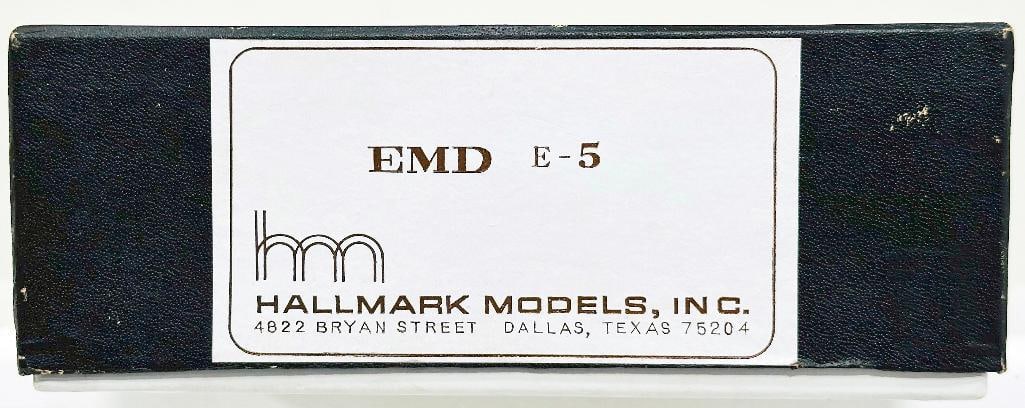 EMD E-5
hm
HALLMARK MODELS, INC.
4822 BRYAN STREET DALLAS, TEXAS 75204